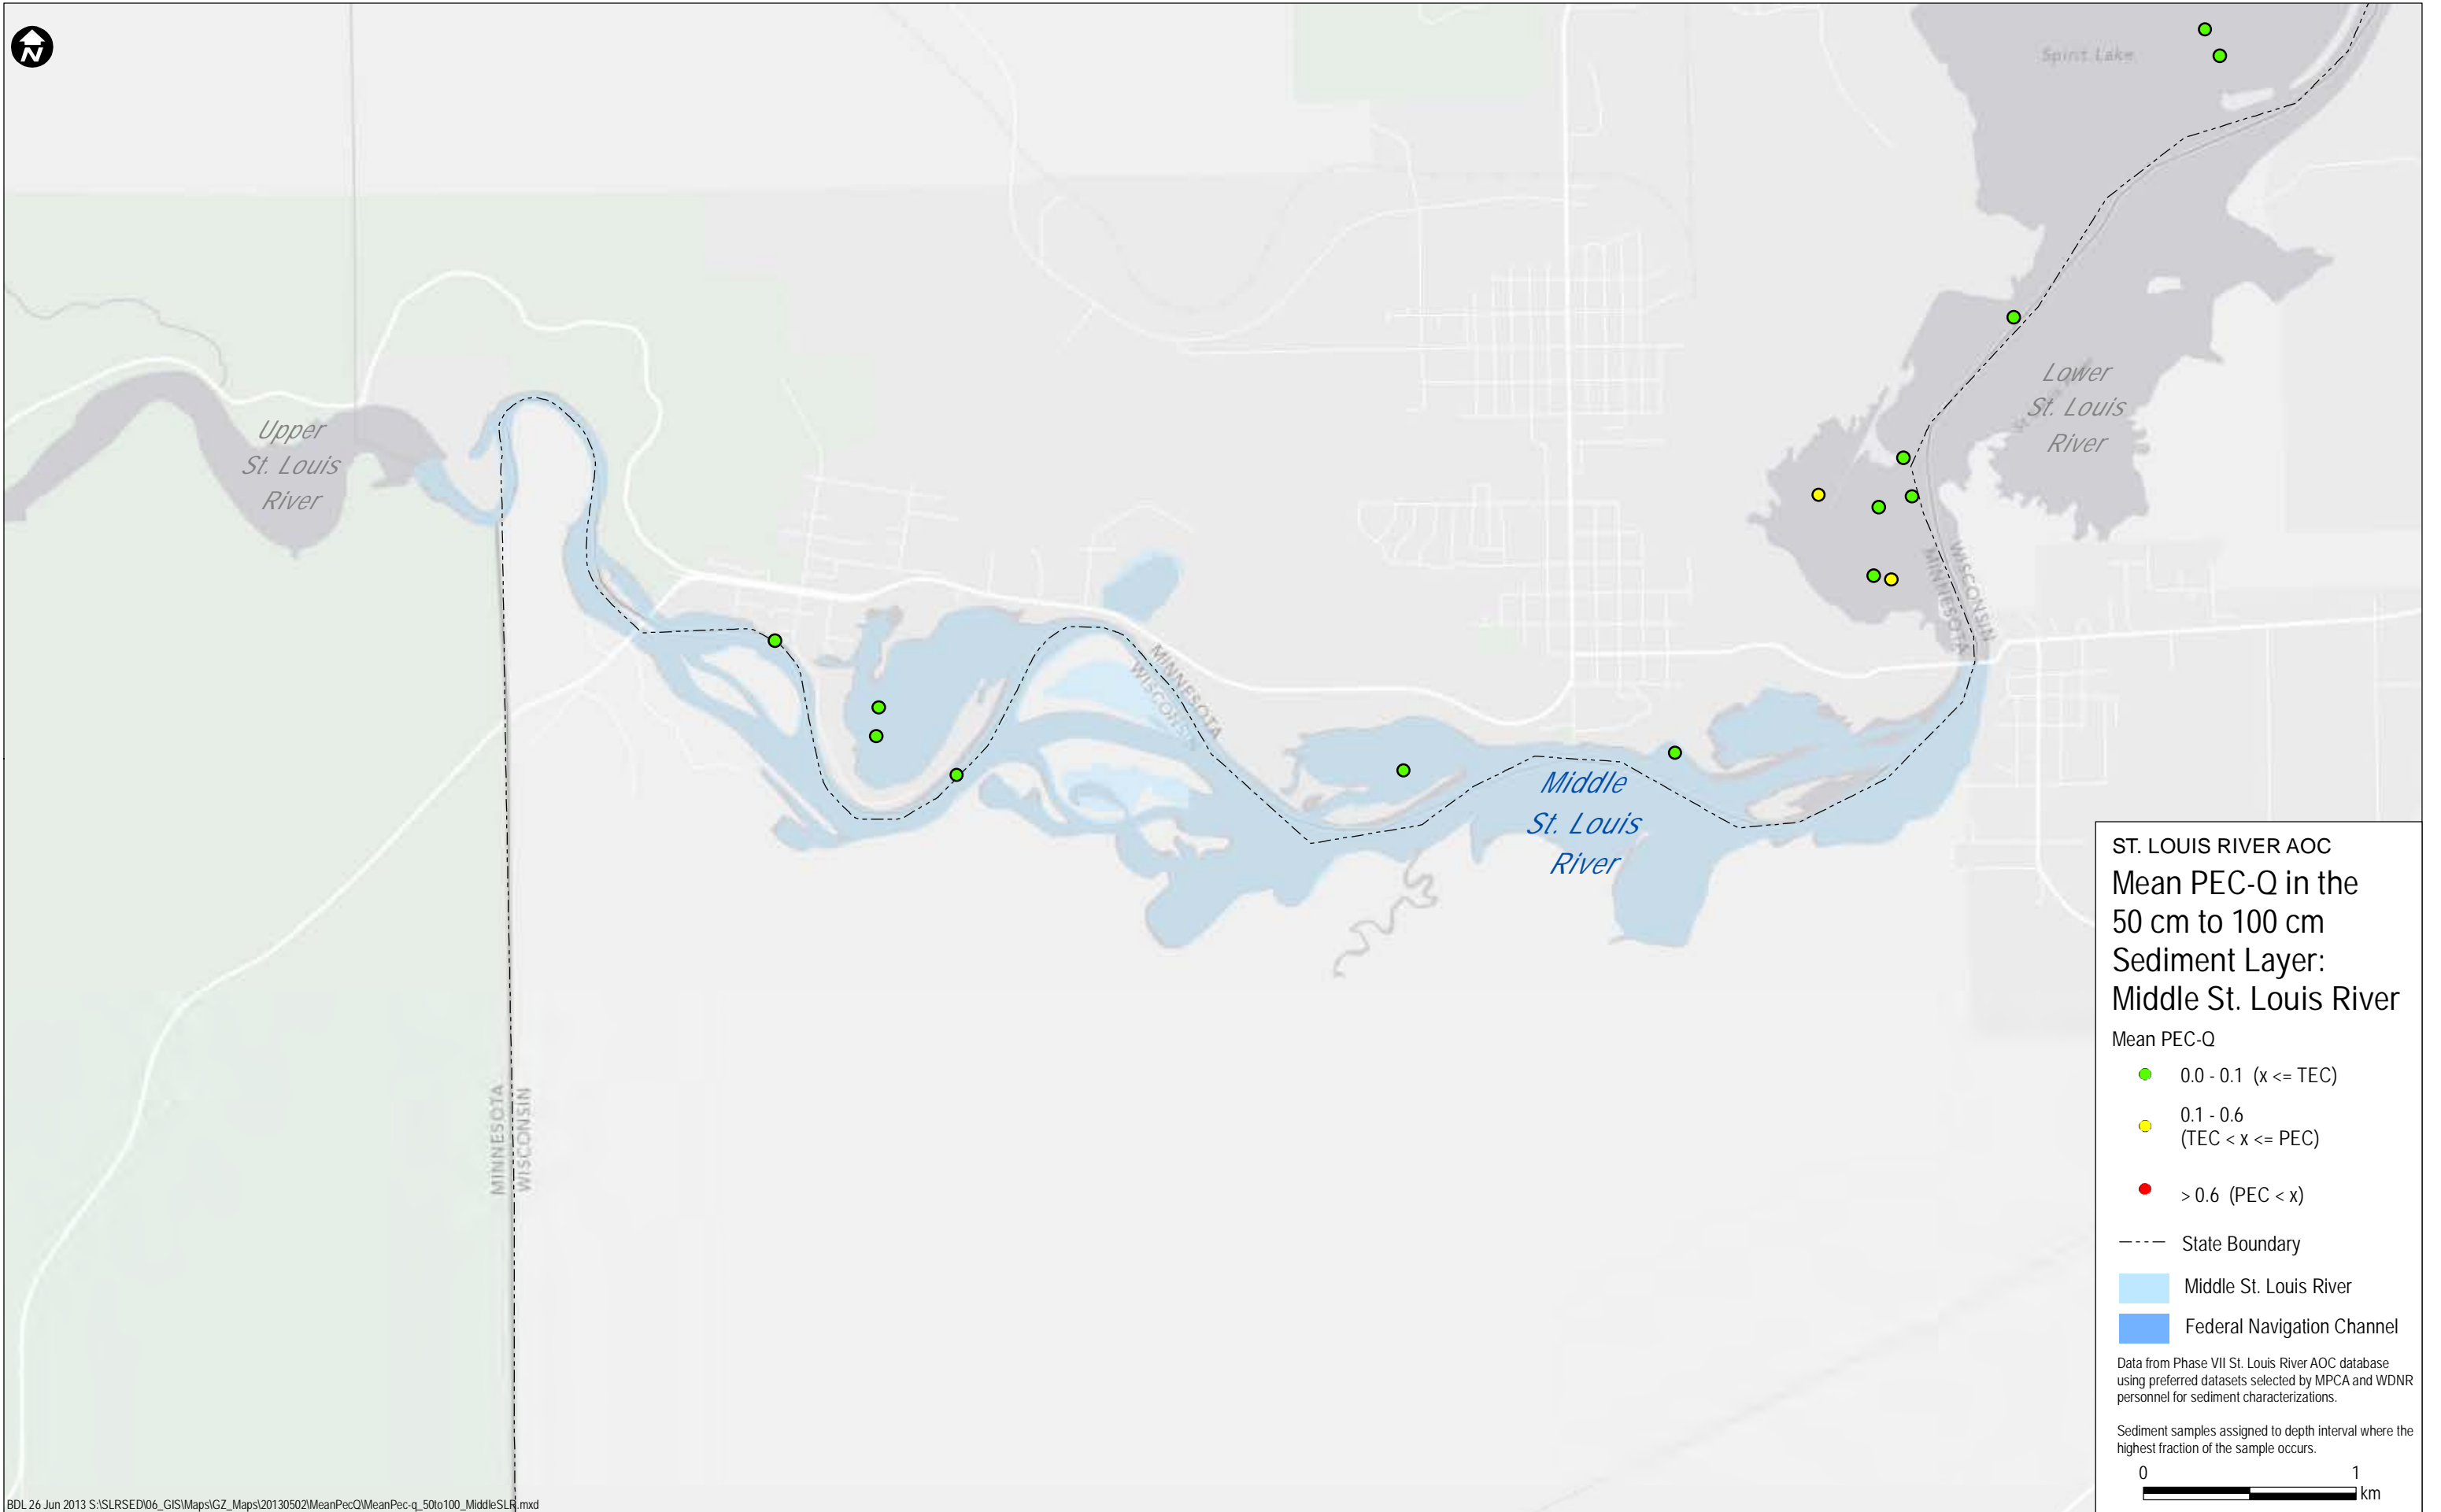 N
Spirit Lake
Upper
St. Louis
River
Lower
St. Louis
River
WISCONSIN
MINNESOTA
MINNESOTA
WISCONSIN
Middle
St. Louis
River
MINNESOTA
WISCONSIN
ST. LOUIS RIVER AOC
Mean PEC-Q in the
50 cm to 100 cm
Sediment Layer:
Middle St. Louis River
Mean PEC-Q
0.0 - 0.1 (x <= TEC)
0.1 - 0.6
(TEC < x <= PEC)
> 0.6 (PEC < x)
State Boundary
Middle St. Louis River
Federal Navigation Channel
Data from Phase VII St. Louis River AOC database
using preferred datasets selected by MPCA and WDNR
personnel for sediment characterizations.
Sediment samples assigned to depth interval where the
highest fraction of the sample occurs.
0 1
km
BDL 26 Jun 2013 S:\SLRSED\06_GIS\Maps\GZ_Maps\20130502\MeanPecQ\MeanPec-q_50to100_MiddleSLR.mxd